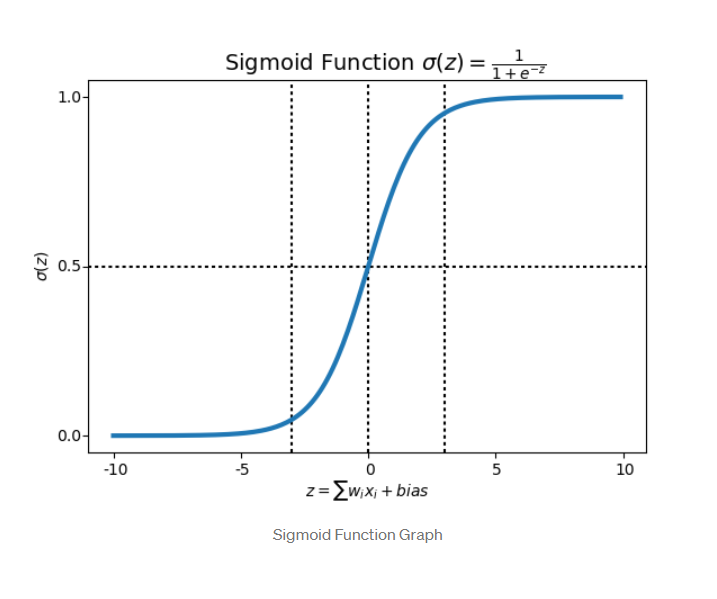 Sigmoid Function σ(z) = 1/(1 + e^{-z})
1.0
0.5
0.0
σ(z)
-10 -5 0 5 10
z = ∑wᵢxᵢ + bias
Sigmoid Function Graph